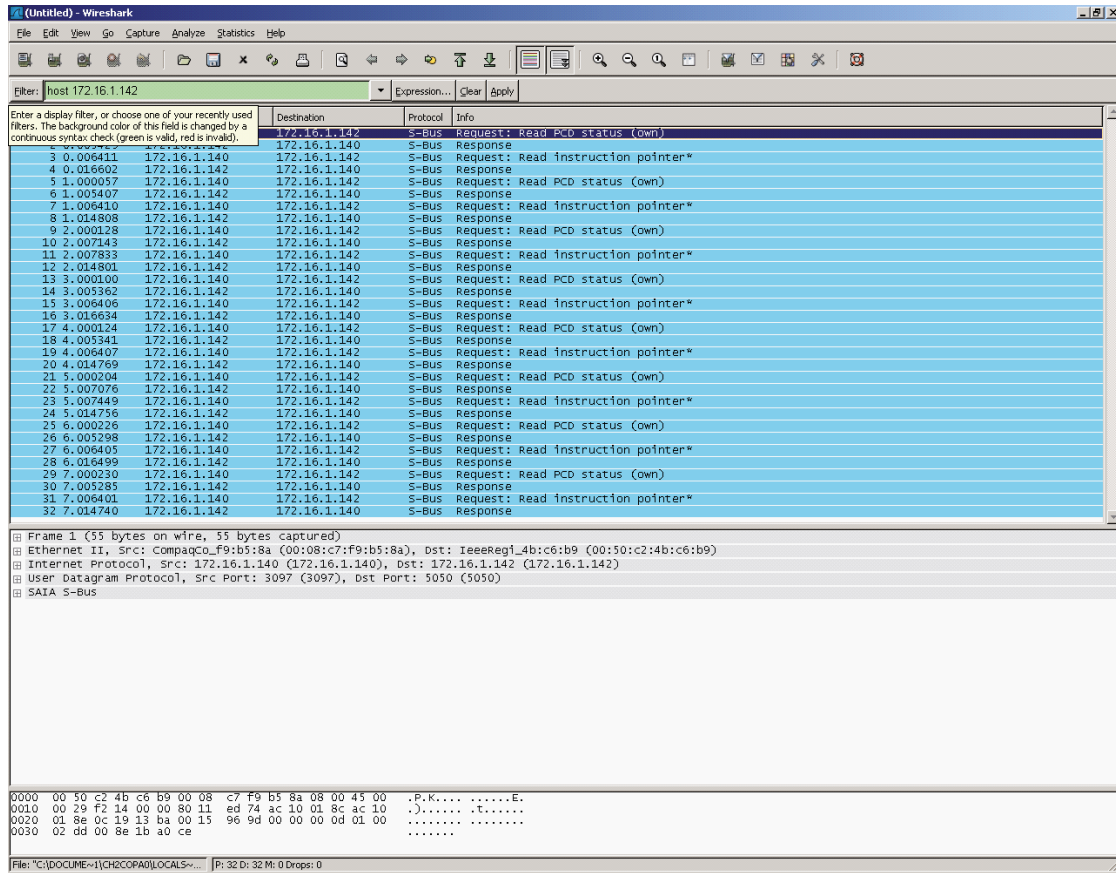 (Untitled) - Wireshark
File Edit View Go Capture Analyze Statistics Help
Filter: host 172.16.1.142 Expression... Clear Apply
Enter a display filter, or choose one of your recently used
filters. The background color of this field is changed by a
continuous syntax check (green is valid, red is invalid).
Destination Protocol Info
172.16.1.142 S-Bus Request: Read PCD status (own)
172.16.1.140 S-Bus Response
3 0.006411 172.16.1.140 172.16.1.142 S-Bus Request: Read instruction pointer*
4 0.016602 172.16.1.142 172.16.1.140 S-Bus Response
5 1.000057 172.16.1.140 172.16.1.142 S-Bus Request: Read PCD status (own)
6 1.005407 172.16.1.142 172.16.1.140 S-Bus Response
7 1.006410 172.16.1.140 172.16.1.142 S-Bus Request: Read instruction pointer*
8 1.014808 172.16.1.142 172.16.1.140 S-Bus Response
9 2.000128 172.16.1.140 172.16.1.142 S-Bus Request: Read PCD status (own)
10 2.007143 172.16.1.142 172.16.1.140 S-Bus Response
11 2.007833 172.16.1.140 172.16.1.142 S-Bus Request: Read instruction pointer*
12 2.014801 172.16.1.142 172.16.1.140 S-Bus Response
13 3.000100 172.16.1.140 172.16.1.142 S-Bus Request: Read PCD status (own)
14 3.005362 172.16.1.142 172.16.1.140 S-Bus Response
15 3.006406 172.16.1.140 172.16.1.142 S-Bus Request: Read instruction pointer*
16 3.016634 172.16.1.142 172.16.1.140 S-Bus Response
17 4.000124 172.16.1.140 172.16.1.142 S-Bus Request: Read PCD status (own)
18 4.005341 172.16.1.142 172.16.1.140 S-Bus Response
19 4.006407 172.16.1.140 172.16.1.142 S-Bus Request: Read instruction pointer*
20 4.014769 172.16.1.142 172.16.1.140 S-Bus Response
21 5.000204 172.16.1.140 172.16.1.142 S-Bus Request: Read PCD status (own)
22 5.007076 172.16.1.142 172.16.1.140 S-Bus Response
23 5.007449 172.16.1.140 172.16.1.142 S-Bus Request: Read instruction pointer*
24 5.014756 172.16.1.142 172.16.1.140 S-Bus Response
25 6.000226 172.16.1.140 172.16.1.142 S-Bus Request: Read PCD status (own)
26 6.005298 172.16.1.142 172.16.1.140 S-Bus Response
27 6.006405 172.16.1.140 172.16.1.142 S-Bus Request: Read instruction pointer*
28 6.016499 172.16.1.142 172.16.1.140 S-Bus Response
29 7.000230 172.16.1.140 172.16.1.142 S-Bus Request: Read PCD status (own)
30 7.005285 172.16.1.142 172.16.1.140 S-Bus Response
31 7.006401 172.16.1.140 172.16.1.142 S-Bus Request: Read instruction pointer*
32 7.014740 172.16.1.142 172.16.1.140 S-Bus Response
Frame 1 (55 bytes on wire, 55 bytes captured)
Ethernet II, Src: CompaqCo_f9:b5:8a (00:08:c7:f9:b5:8a), Dst: IeeeRegi_4b:c6:b9 (00:50:c2:4b:c6:b9)
Internet Protocol, Src: 172.16.1.140 (172.16.1.140), Dst: 172.16.1.142 (172.16.1.142)
User Datagram Protocol, Src Port: 3097 (3097), Dst Port: 5050 (5050)
SAIA S-Bus
0000 00 50 c2 4b c6 b9 00 08 c7 f9 b5 8a 08 00 45 00 .P.K.... ......E.
0010 00 29 f2 14 00 00 80 11 ed 74 ac 10 01 8c ac 10 .)...... .t......
0020 01 8e 0c 19 13 ba 00 15 96 9d 00 00 00 0d 01 00 ........ ........
0030 02 dd 00 8e 1b a0 ce .......
File: "C:\DOCUME~1\CH2COPA0\LOCALS~... P: 32 D: 32 M: 0 Drops: 0